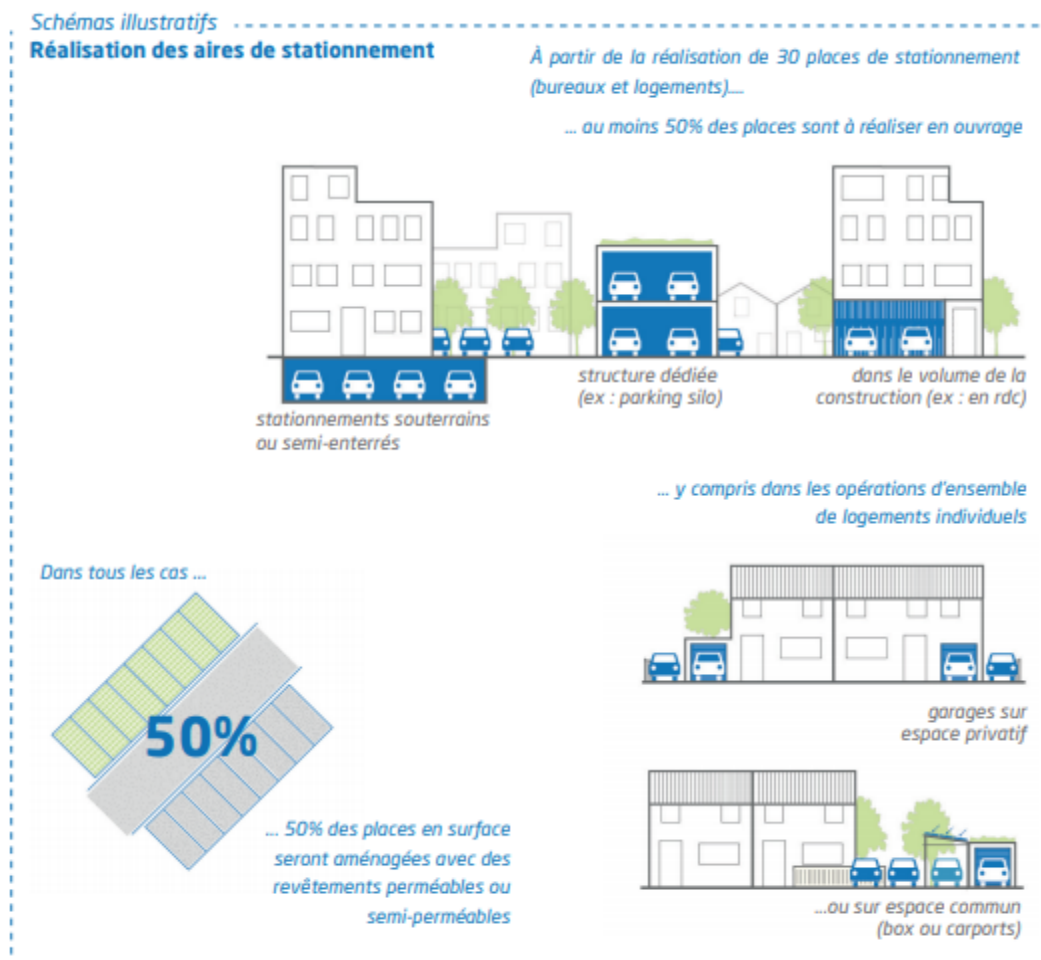 Schémas illustratifs
Réalisation des aires de stationnement
À partir de la réalisation de 30 places de stationnement
(bureaux et logements)....
... au moins 50% des places sont à réaliser en ouvrage
stationnements souterrains
ou semi-enterrés
structure dédiée
(ex : parking silo)
dans le volume de la
construction (ex : en rdc)
... y compris dans les opérations d'ensemble
de logements individuels
garages sur
espace privatif
...ou sur espace commun
(box ou carports)
Dans tous les cas ...
50%
... 50% des places en surface
seront aménagées avec des
revêtements perméables ou
semi-perméables